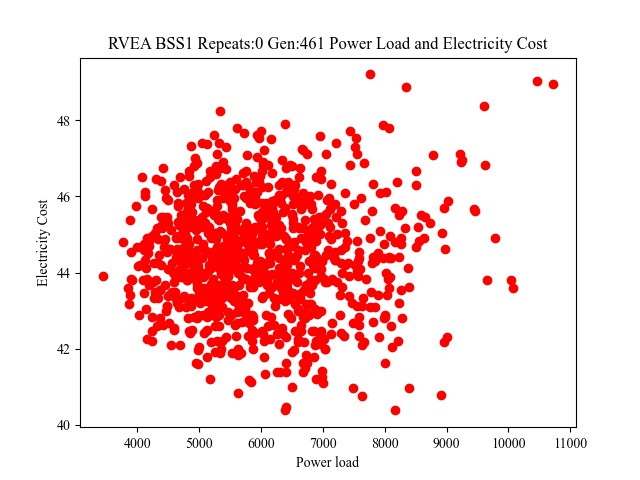 RVEA BSS1 Repeats:0 Gen:461 Power Load and Electricity Cost
Electricity Cost
48
46
44
42
40
4000 5000 6000 7000 8000 9000 10000 11000
Power load